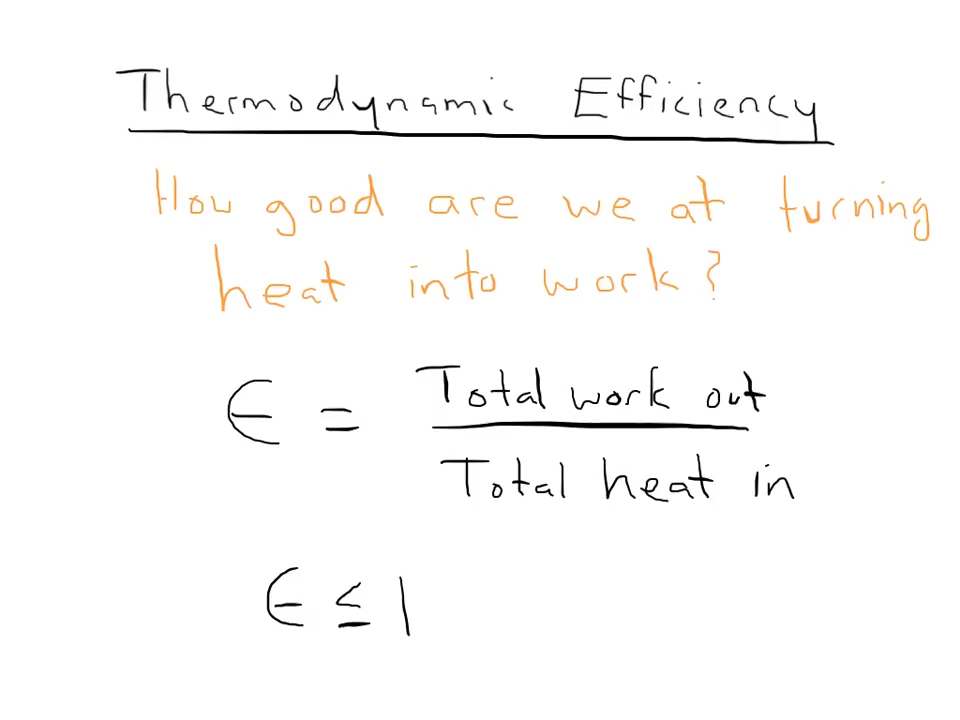 Thermodynamic Efficiency
How good are we at turning
heat into work?
ϵ = Total work out
Total heat in
ϵ ≤ 1